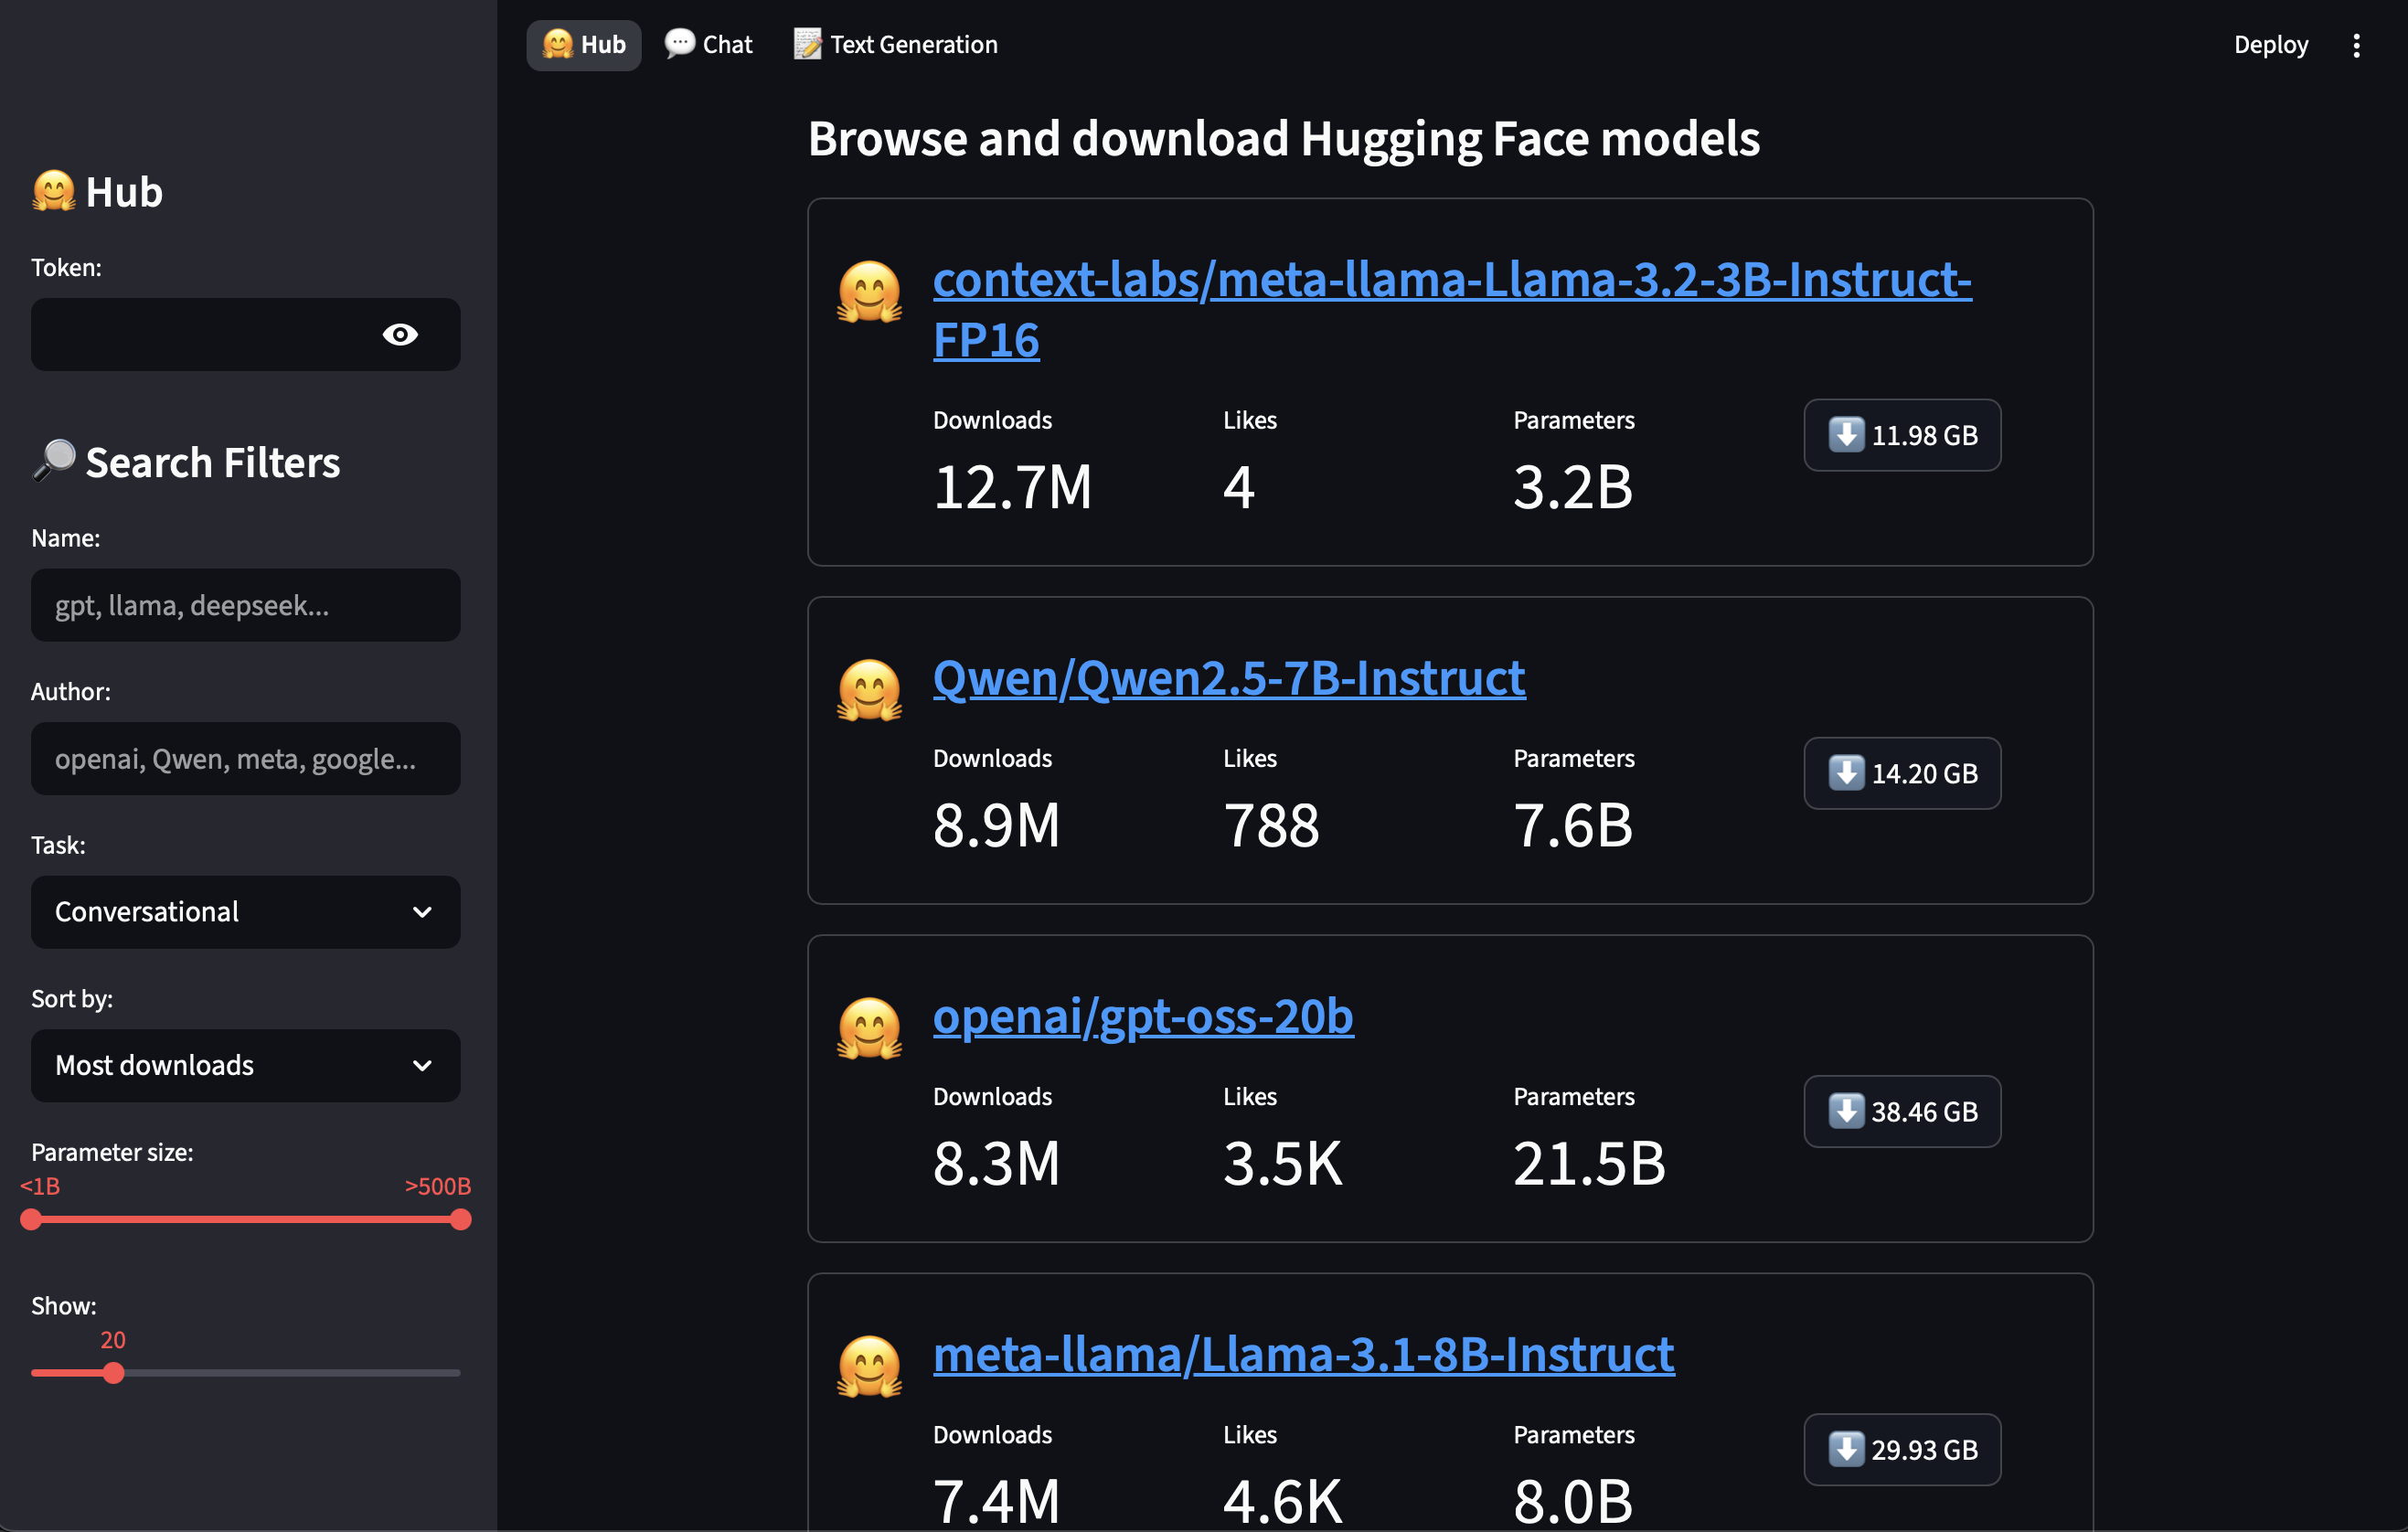 Hub
Chat
Text Generation
Deploy
Hub
Token:
Search Filters
Name:
gpt, llama, deepseek...
Author:
openai, Qwen, meta, google...
Task:
Conversational
Sort by:
Most downloads
Parameter size:
<1B >500B
Show:
20
Browse and download Hugging Face models
context-labs/meta-llama-Llama-3.2-3B-Instruct-
FP16
Downloads Likes Parameters
12.7M 4 3.2B
11.98 GB
Qwen/Qwen2.5-7B-Instruct
Downloads Likes Parameters
8.9M 788 7.6B
14.20 GB
openai/gpt-oss-20b
Downloads Likes Parameters
8.3M 3.5K 21.5B
38.46 GB
meta-llama/Llama-3.1-8B-Instruct
Downloads Likes Parameters
7.4M 4.6K 8.0B
29.93 GB